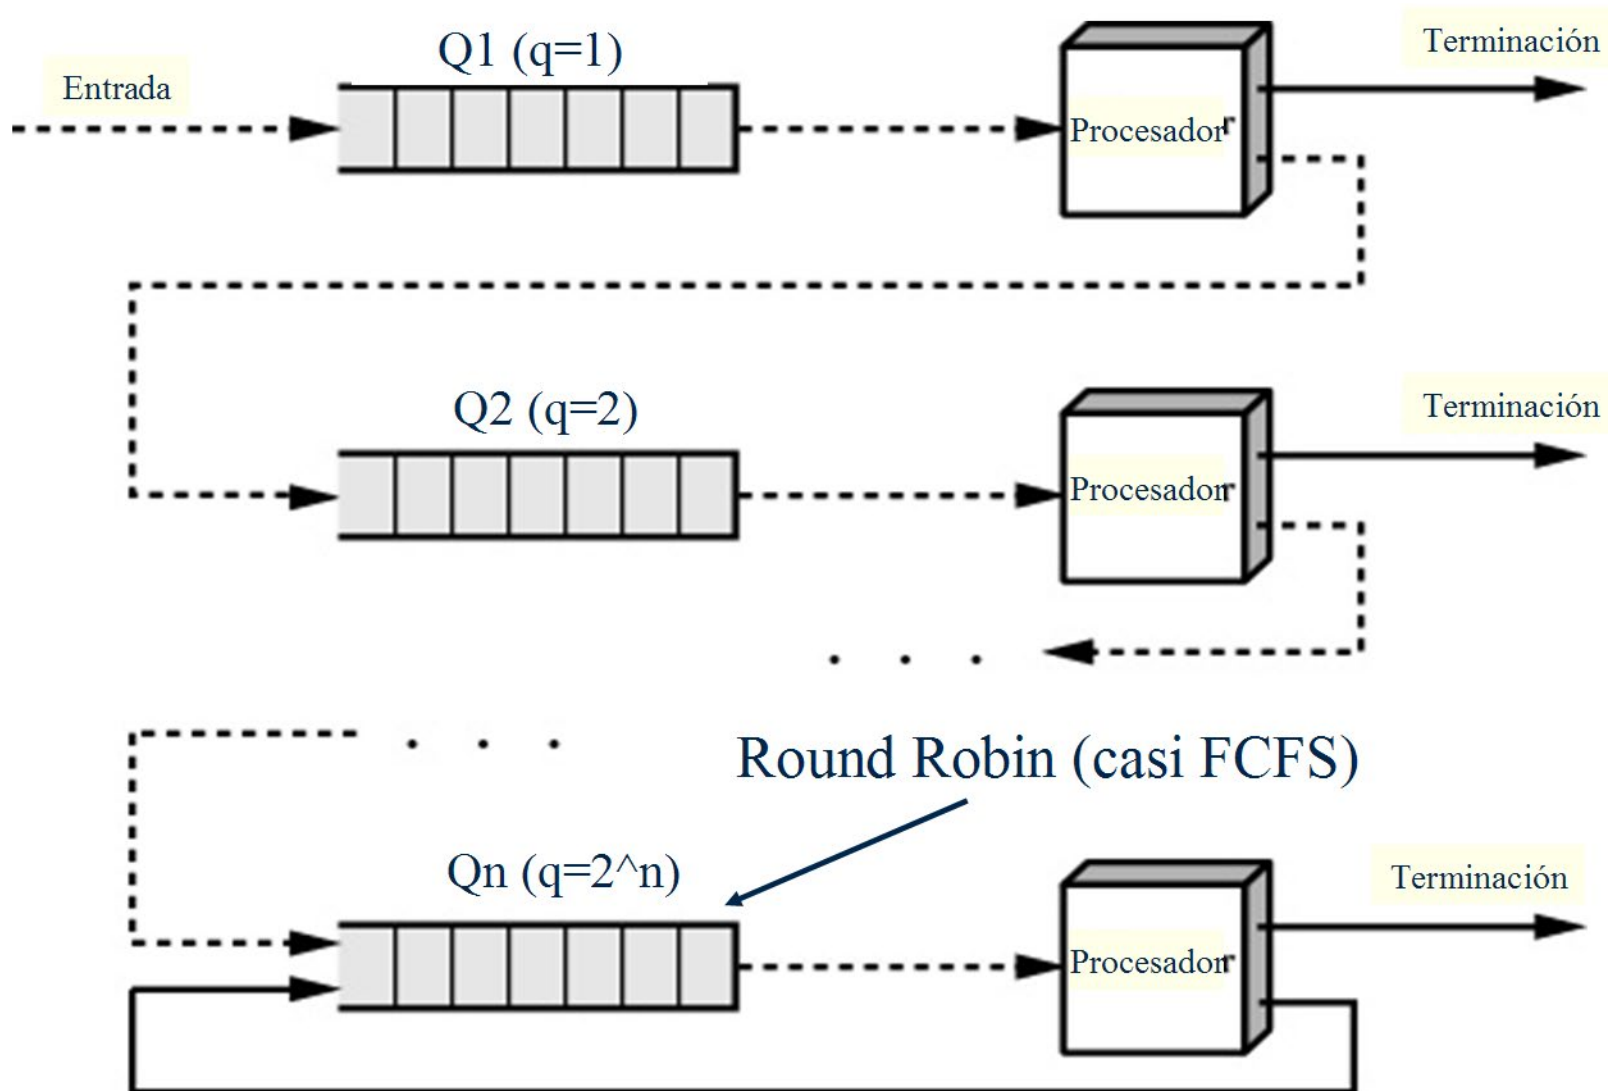 Q1 (q=1)
Terminación
Entrada
Procesador
Q2 (q=2)
Terminación
Procesador
Round Robin (casi FCFS)
Qn (q=2^n)
Terminación
Procesador